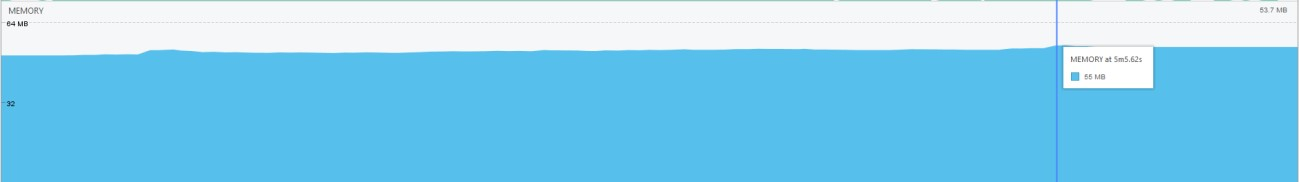 MEMORY
53.7 MB
64 MB
MEMORY at 5m5.62s
55 MB
32